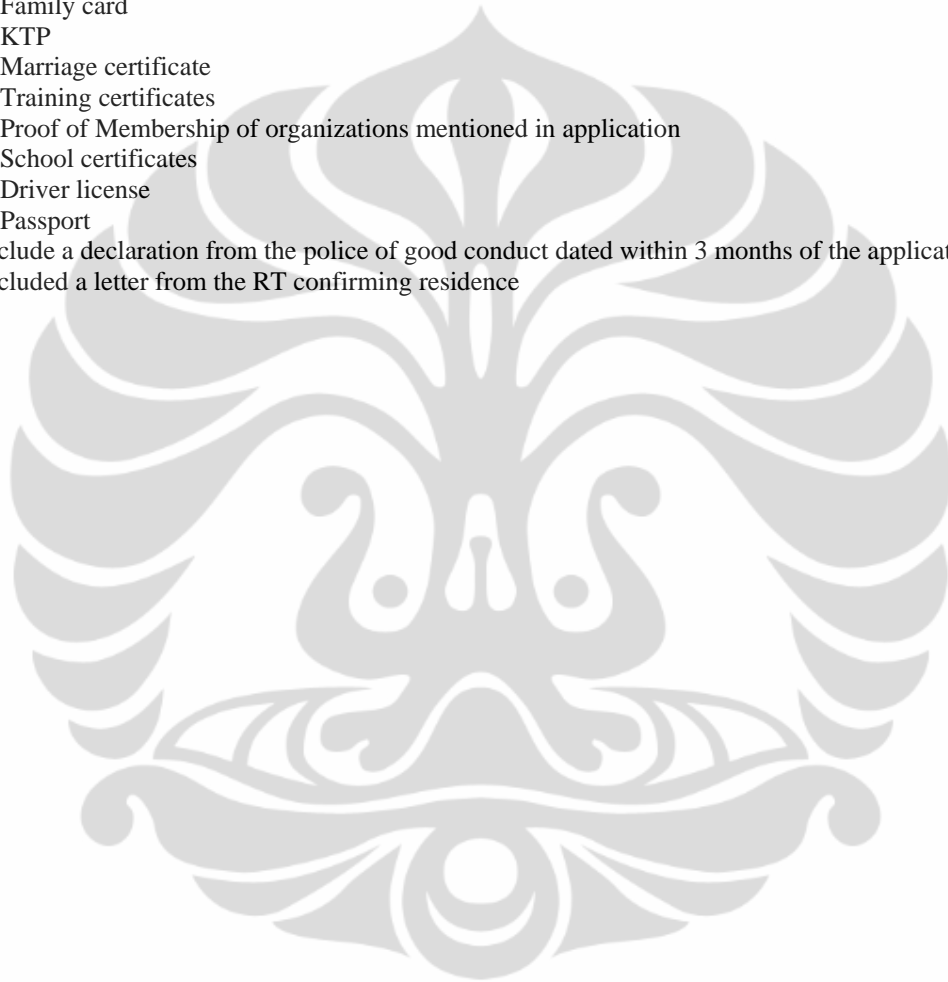 Family card
KTP
Marriage certificate
Training certificates
Proof of Membership of organizations mentioned in application
School certificates
Driver license
Passport
clude a declaration from the police of good conduct dated within 3 months of the applicat
cluded a letter from the RT confirming residence